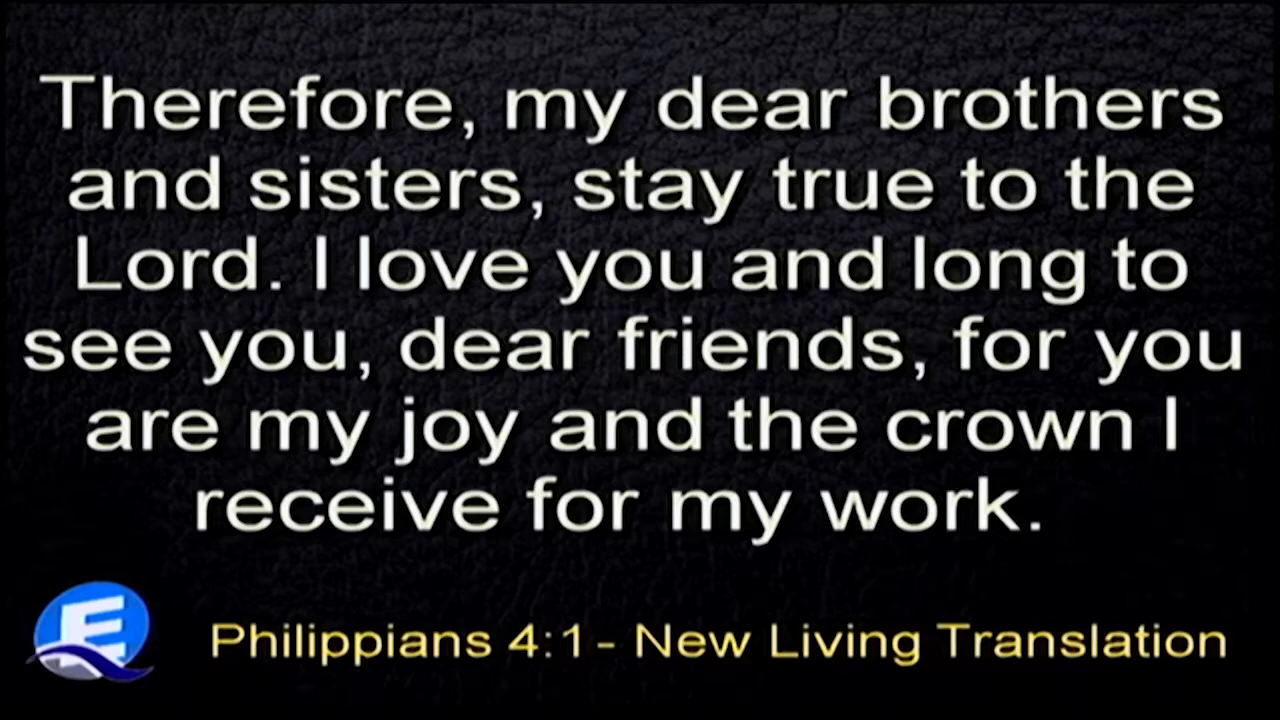 Therefore, my dear brothers
and sisters, stay true to the
Lord. I love you and long to
see you, dear friends, for you
are my joy and the crown I
receive for my work.
E
Philippians 4:1- New Living Translation